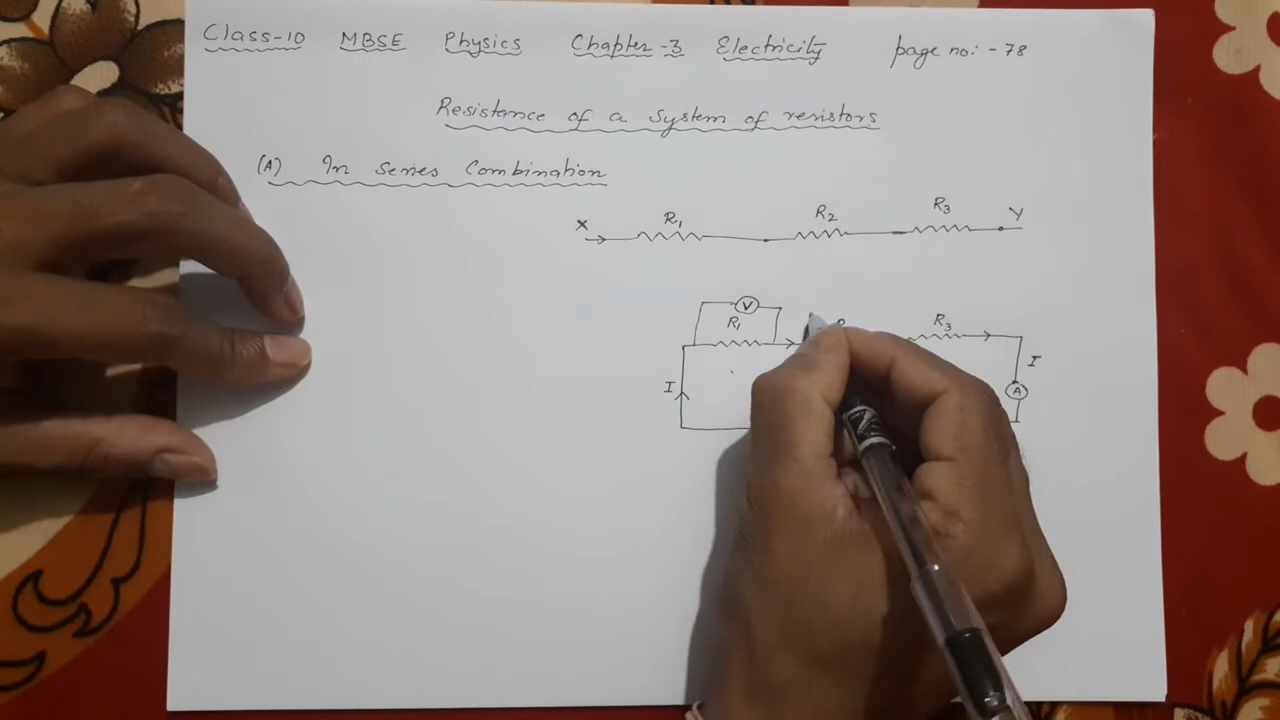 Class-10 MBSE Physics Chapter-3 Electricity page no:-78
Resistance of a system of resistors
(A) In Series Combination
X R1 R2 R3 Y
V
R1 R3
I I
A